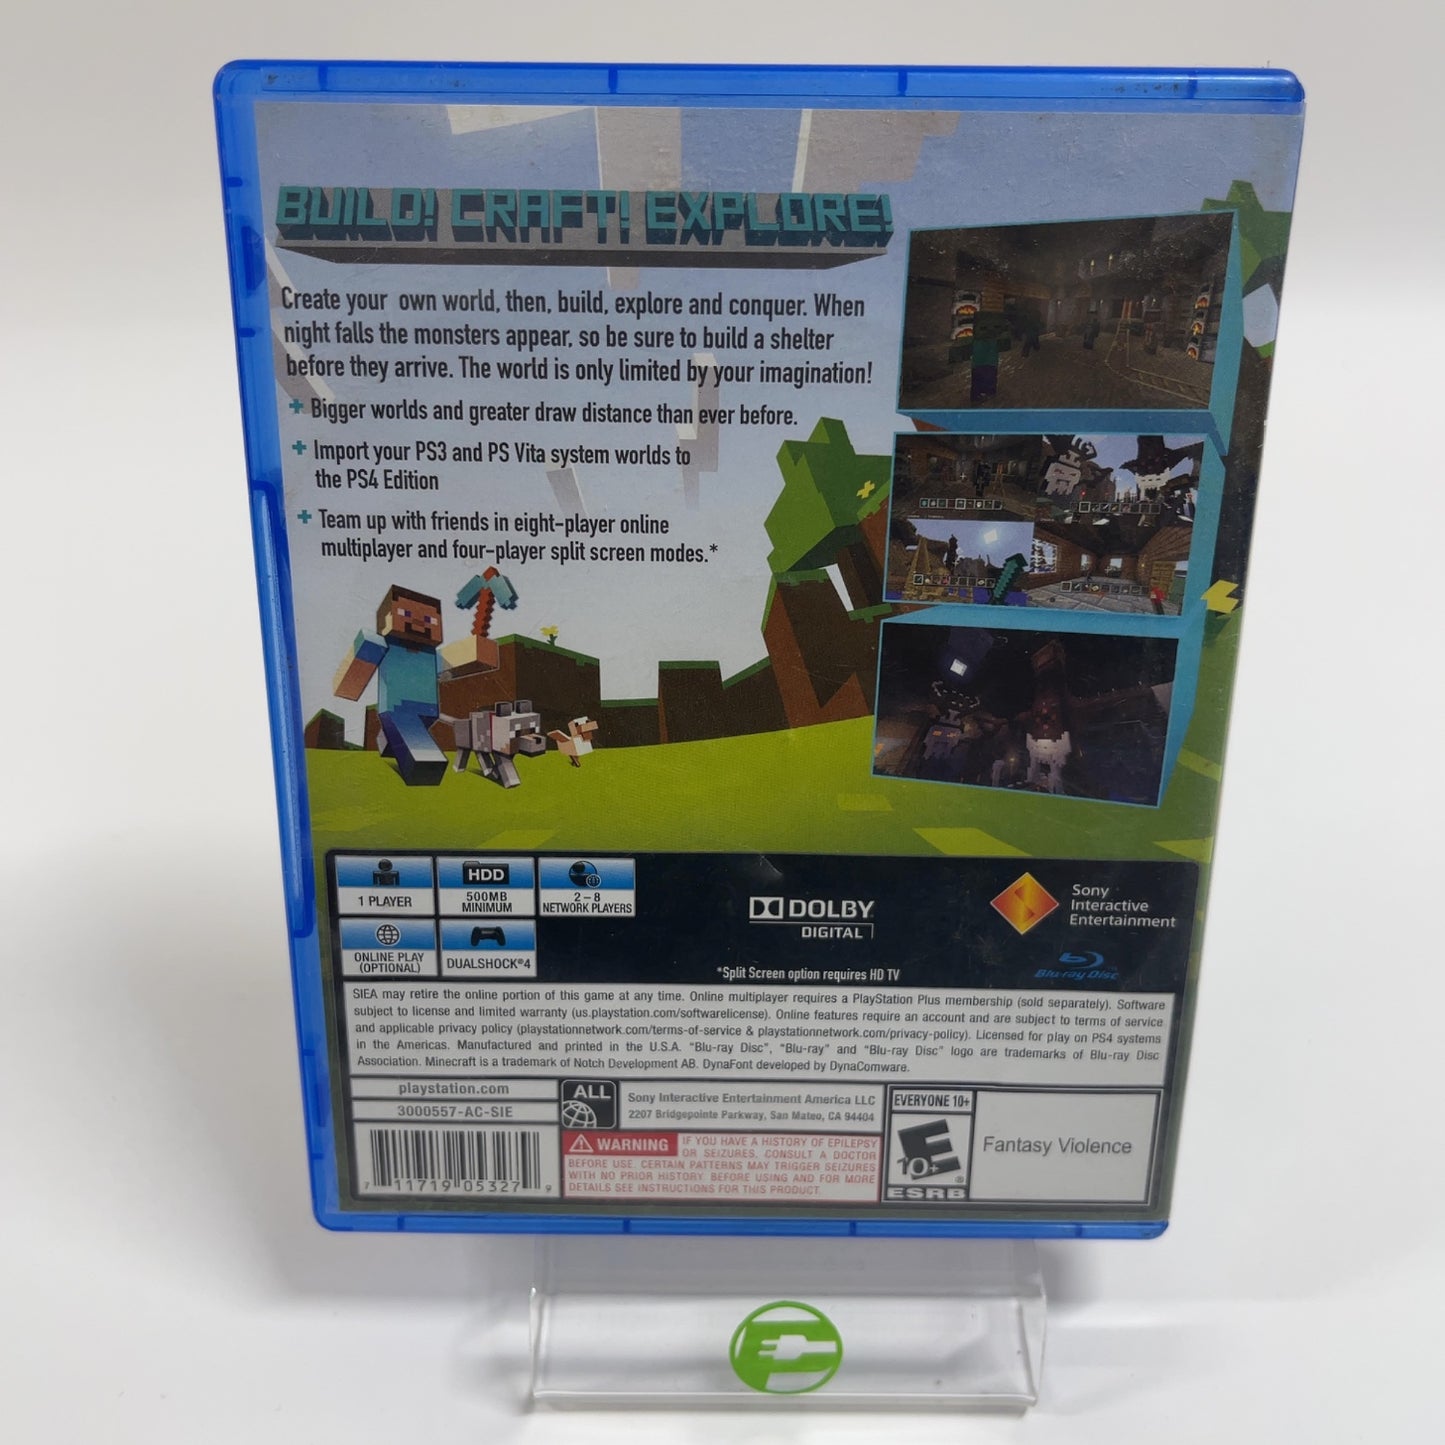 BUILD! CRAFT! EXPLORE!
Create your own world, then, build, explore and conquer. When
night falls the monsters appear, so be sure to build a shelter
before they arrive. The world is only limited by your imagination!
+ Bigger worlds and greater draw distance than ever before.
+ Import your PS3 and PS Vita system worlds to
the PS4 Edition
+ Team up with friends in eight-player online
multiplayer and four-player split screen modes.*
1 PLAYER
HDD
500MB
MINIMUM
2 – 8
NETWORK PLAYERS
ONLINE PLAY
(OPTIONAL)
DUALSHOCK®4
DOLBY
DIGITAL
*Split Screen option requires HD TV
Sony
Interactive
Entertainment
Blu-ray Disc
SIEA may retire the online portion of this game at any time. Online multiplayer requires a PlayStation Plus membership (sold separately). Software
subject to license and limited warranty (us.playstation.com/softwarelicense). Online features require an account and are subject to terms of service
and applicable privacy policy (playstationnetwork.com/terms-of-service & playstationnetwork.com/privacy-policy). Licensed for play on PS4 systems
in the Americas. Manufactured and printed in the U.S.A. "Blu-ray Disc", "Blu-ray" and "Blu-ray Disc" logo are trademarks of Blu-ray Disc
Association. Minecraft is a trademark of Notch Development AB. DynaFont developed by DynaComware.
playstation.com
3000557-AC-SIE
7 11719 05327 9
ALL
Sony Interactive Entertainment America LLC
2207 Bridgepointe Parkway, San Mateo, CA 94404
WARNING IF YOU HAVE A HISTORY OF EPILEPSY
OR SEIZURES, CONSULT A DOCTOR
BEFORE USE. CERTAIN PATTERNS MAY TRIGGER SEIZURES
WITH NO PRIOR HISTORY. BEFORE USING AND FOR MORE
DETAILS SEE INSTRUCTIONS FOR THIS PRODUCT.
EVERYONE 10+
E
10+
®
ESRB
Fantasy Violence